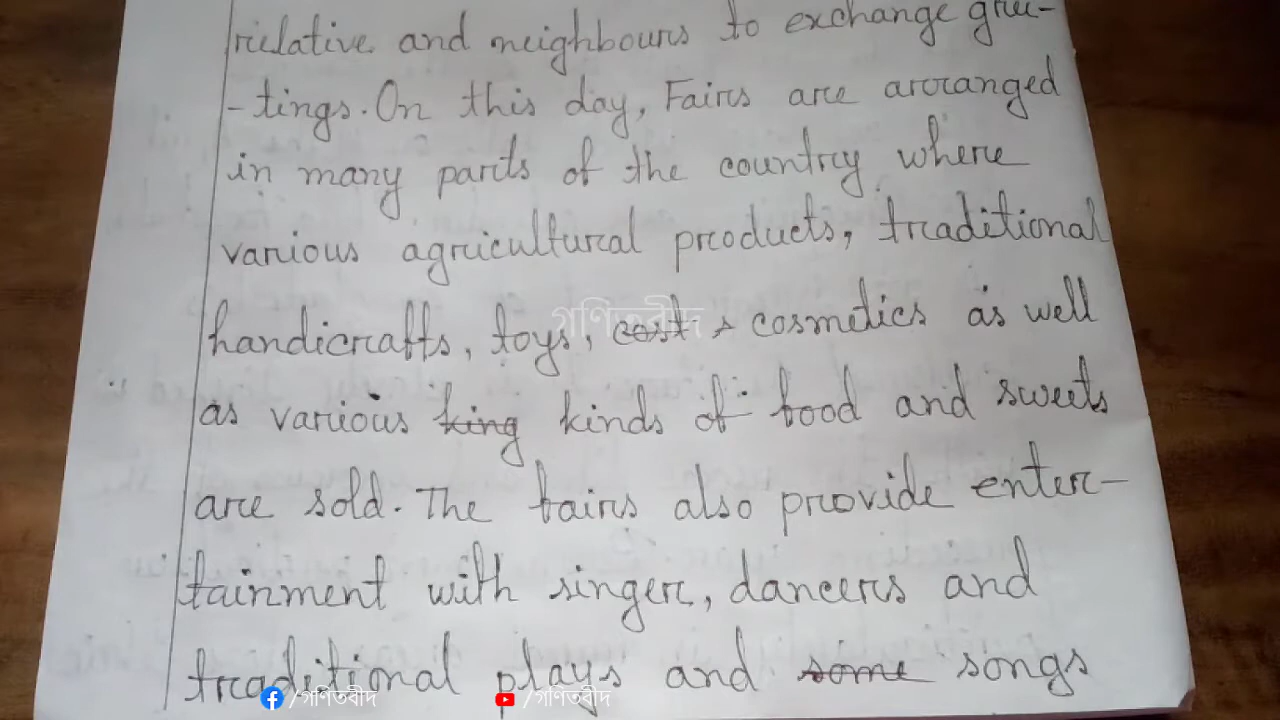 relative and neighbours to exchange gree-
-tings. On this day, Fairs are arranged
in many parts of the country where
various agricultural products, traditional
গণিতবীদ
handicrafts, toys, cost s cosmetics as well
as various king kinds of food and sweets
are sold. The fairs also provide enter-
tainment with singer, dancers and
traditional plays and some songs
/গণিতবীদ /গণিতবীদ